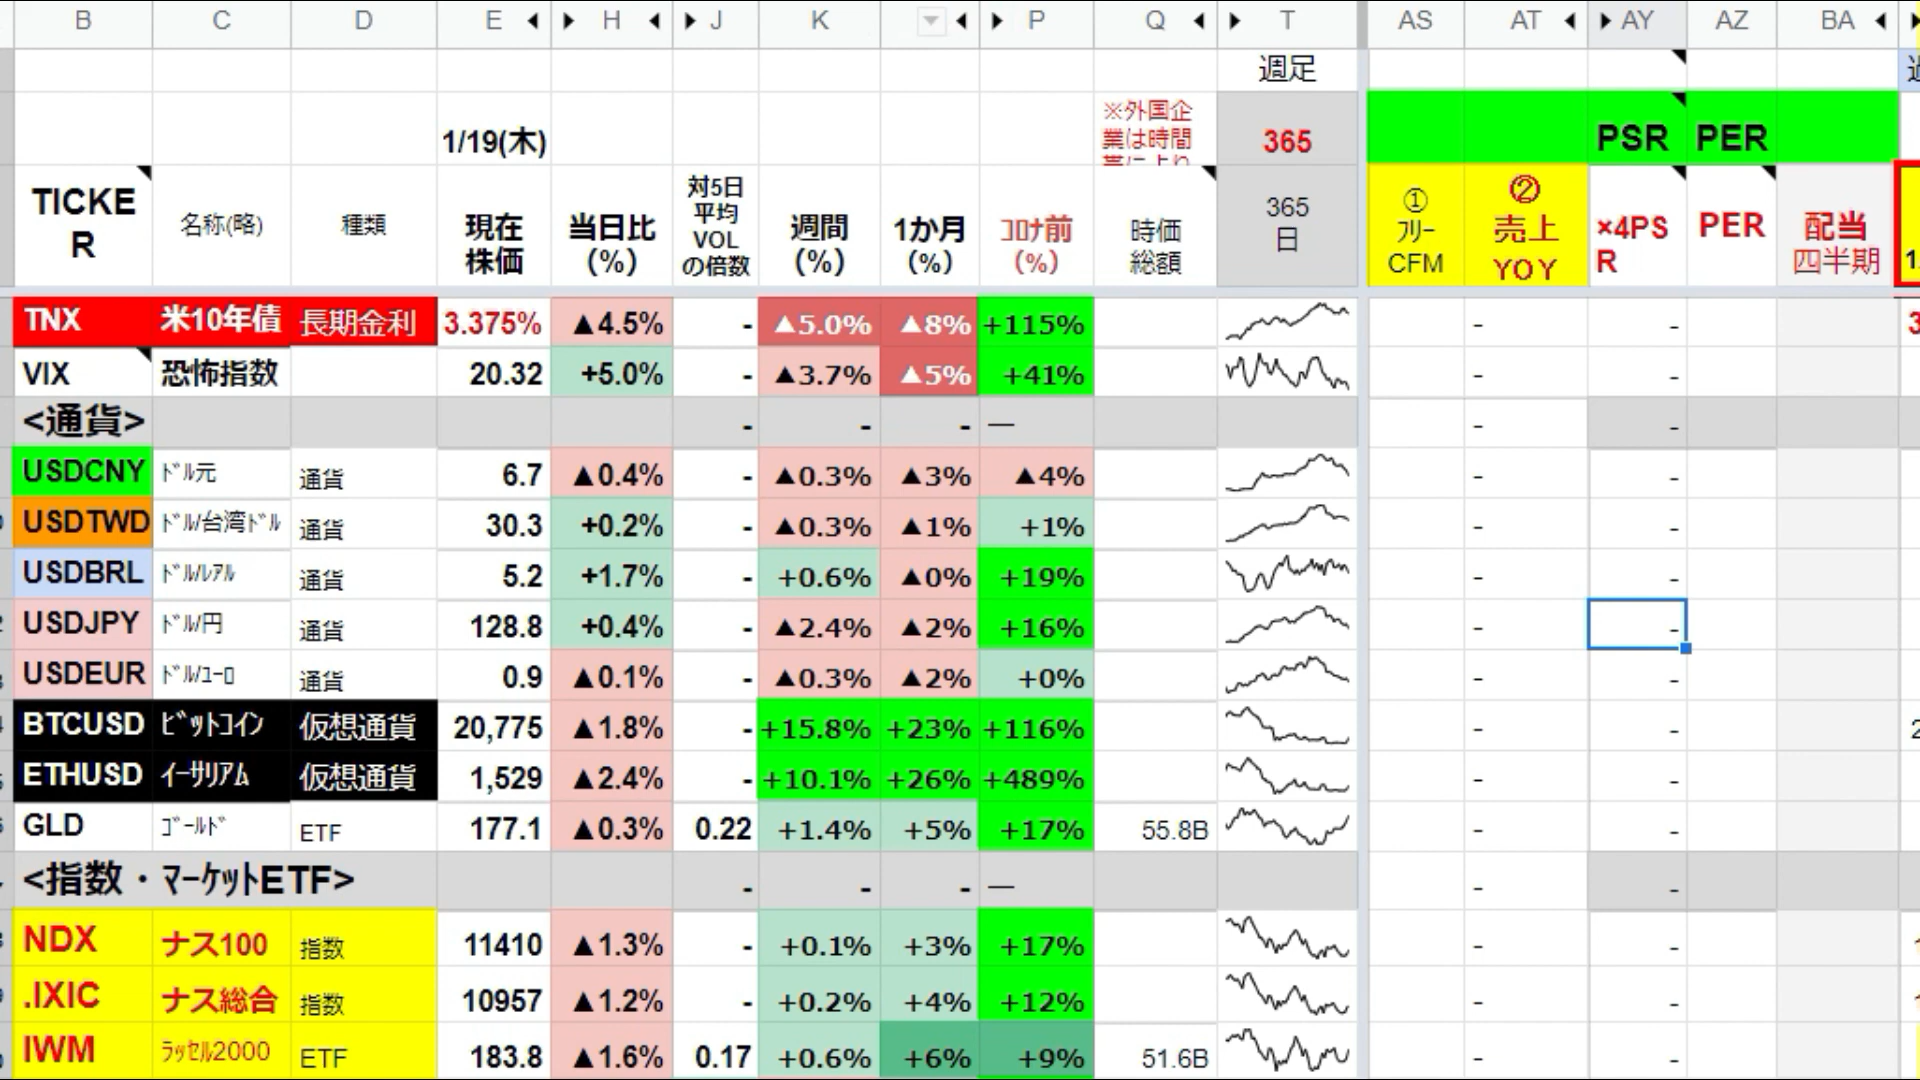 B C D E H J K P Q T AS AT AY AZ BA
週足
1/19(木) ※外国企 365 PSR PER
業は時間
TICKE
R 名称(略) 種類 現在
株価 当日比
(%) 対5日
平均
VOL
の倍数 週間
(%) 1か月
(%) ｺﾛﾅ前
(%) 時価
総額 365
日 ①
ﾌﾘｰ
CFM ②
売上
YOY ×4PS
R PER 配当
四半期
TNX 米10年債 長期金利 3.375% ▲4.5% - ▲5.0% ▲8% +115% - -
VIX 恐怖指数 20.32 +5.0% - ▲3.7% ▲5% +41% - -
<通貨> - - - — - -
USDCNY ﾄﾞﾙ元 通貨 6.7 ▲0.4% - ▲0.3% ▲3% ▲4% - -
USDTWD ﾄﾞﾙ/台湾ﾄﾞﾙ 通貨 30.3 +0.2% - ▲0.3% ▲1% +1% - -
USDBRL ﾄﾞﾙ/ﾚｱﾙ 通貨 5.2 +1.7% - +0.6% ▲0% +19% - -
USDJPY ﾄﾞﾙ/円 通貨 128.8 +0.4% - ▲2.4% ▲2% +16% - -
USDEUR ﾄﾞﾙ/ﾕｰﾛ 通貨 0.9 ▲0.1% - ▲0.3% ▲2% +0% - -
BTCUSD ﾋﾞｯﾄｺｲﾝ 仮想通貨 20,775 ▲1.8% - +15.8% +23% +116% - -
ETHUSD ｲｰｻﾘｱﾑ 仮想通貨 1,529 ▲2.4% - +10.1% +26% +489% - -
GLD ｺﾞｰﾙﾄﾞ ETF 177.1 ▲0.3% 0.22 +1.4% +5% +17% 55.8B - -
<指数・ﾏｰｹｯﾄETF> - - - — - -
NDX ナス100 指数 11410 ▲1.3% - +0.1% +3% +17% - -
.IXIC ナス総合 指数 10957 ▲1.2% - +0.2% +4% +12% - -
IWM ﾗｯｾﾙ2000 ETF 183.8 ▲1.6% 0.17 +0.6% +6% +9% 51.6B - -